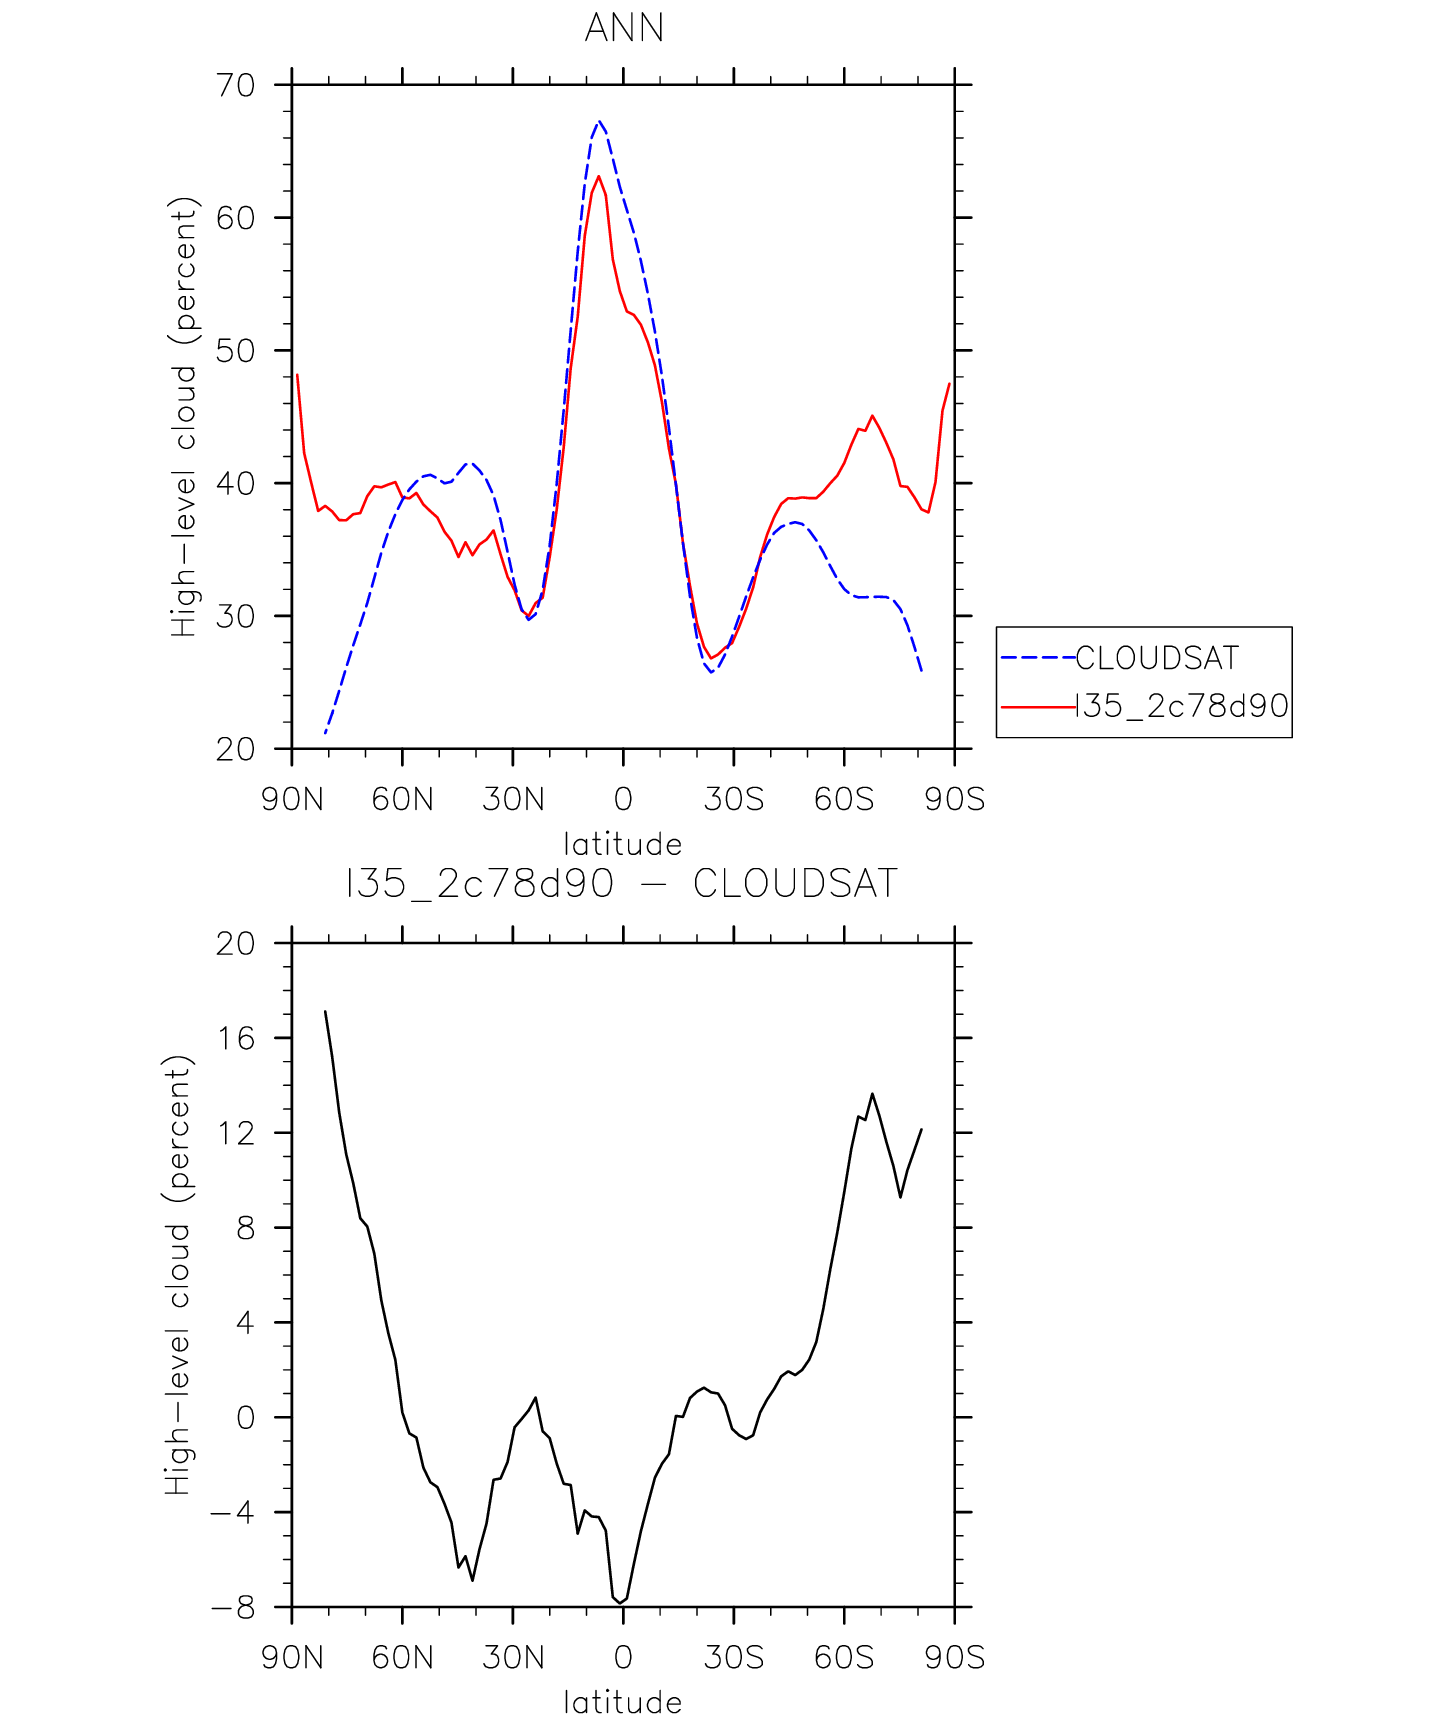 ANN
High-level cloud (percent)
70
60
50
40
30
20
90N 60N 30N 0 30S 60S 90S
latitude
CLOUDSAT
I35_2c78d90
I35_2c78d90 - CLOUDSAT
High-level cloud (percent)
20
16
12
8
4
0
-4
-8
90N 60N 30N 0 30S 60S 90S
latitude